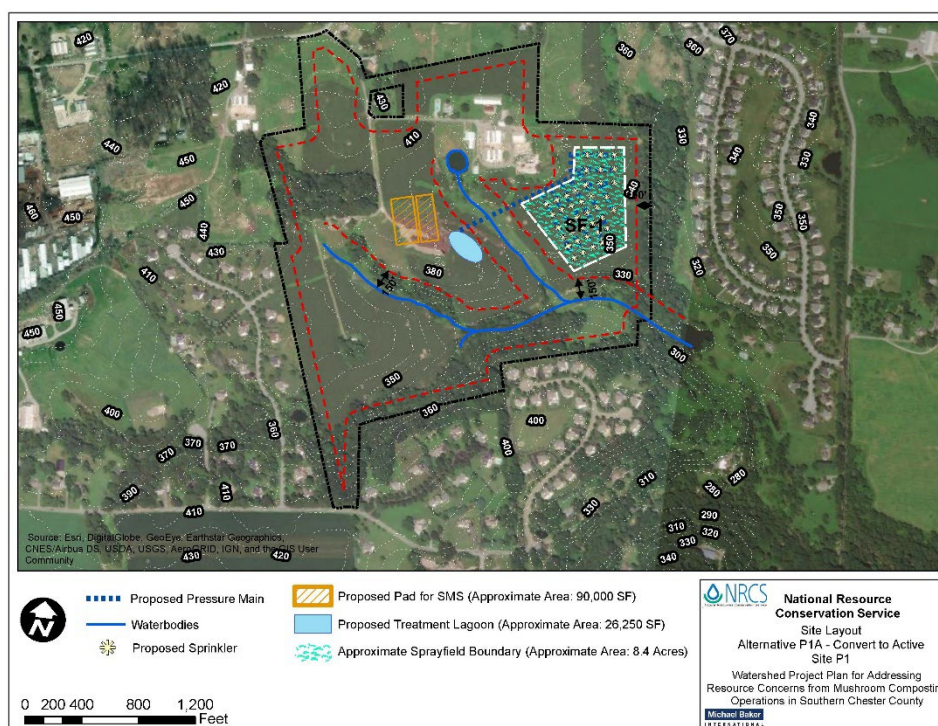 420
420
440
450
450
460
450
440
430
410
450
450
400
370
370
390
410
410
360
430
420
430
410
SF-1
350
340
330
380
150'
150'
360
360
400
400
330
310
360
370
340
330
330
340
350
350
350
350
320
300
280
280
290
310
320
330
340
Source: Esri, DigitalGlobe, GeoEye, Earthstar Geographics,
CNES/Airbus DS, USDA, USGS, AeroGRID, IGN, and the GIS User
Community
N
Proposed Pressure Main
Waterbodies
Proposed Sprinkler
Proposed Pad for SMS (Approximate Area: 90,000 SF)
Proposed Treatment Lagoon (Approximate Area: 26,250 SF)
Approximate Sprayfield Boundary (Approximate Area: 8.4 Acres)
0 200 400 800 1,200
Feet
NRCS
National Resource
Conservation Service
Site Layout
Alternative P1A - Convert to Active
Site P1
Watershed Project Plan for Addressing
Resource Concerns from Mushroom Composting
Operations in Southern Chester County
Michael Baker
INTERNATIONAL